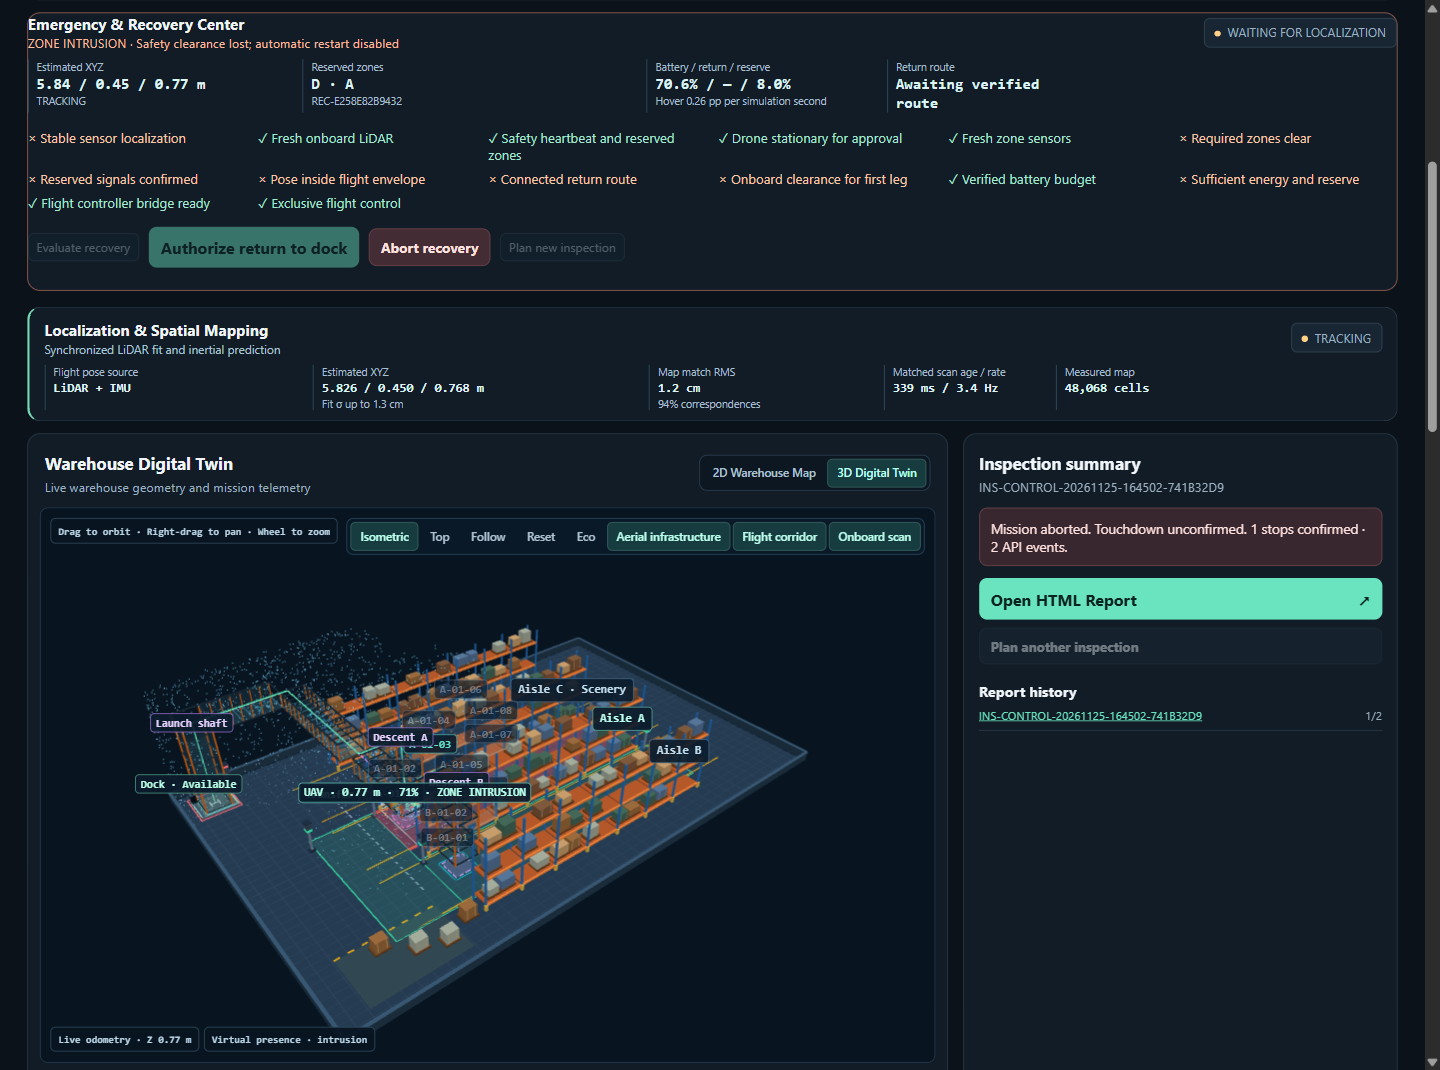 Emergency & Recovery Center
ZONE INTRUSION · Safety clearance lost; automatic restart disabled
WAITING FOR LOCALIZATION
Estimated XYZ
5.84 / 0.45 / 0.77 m
TRACKING
Reserved zones
D · A
REC-E258E82B9432
Battery / return / reserve
70.6% / — / 8.0%
Hover 0.26 pp per simulation second
Return route
Awaiting verified
route
× Stable sensor localization
✓ Fresh onboard LiDAR
✓ Safety heartbeat and reserved
zones
✓ Drone stationary for approval
✓ Fresh zone sensors
× Required zones clear
× Reserved signals confirmed
× Pose inside flight envelope
× Connected return route
× Onboard clearance for first leg
✓ Verified battery budget
× Sufficient energy and reserve
✓ Flight controller bridge ready
✓ Exclusive flight control
Evaluate recovery
Authorize return to dock
Abort recovery
Plan new inspection
Localization & Spatial Mapping
Synchronized LiDAR fit and inertial prediction
TRACKING
Flight pose source
LiDAR + IMU
Estimated XYZ
5.826 / 0.450 / 0.768 m
Fit σ up to 1.3 cm
Map match RMS
1.2 cm
94% correspondences
Matched scan age / rate
339 ms / 3.4 Hz
Measured map
48,068 cells
Warehouse Digital Twin
Live warehouse geometry and mission telemetry
2D Warehouse Map
3D Digital Twin
Drag to orbit · Right-drag to pan · Wheel to zoom
Isometric
Top
Follow
Reset
Eco
Aerial infrastructure
Flight corridor
Onboard scan
A-01-06
Aisle C · Scenery
A-01-08
A-01-04
Aisle A
Launch shaft
A-01-07
Descent A
-03
Aisle B
A-01-05
A-01-02
Descent B
Dock · Available
UAV · 0.77 m · 71% · ZONE INTRUSION
B-01-02
B-01-01
Live odometry · Z 0.77 m
Virtual presence · intrusion
Inspection summary
INS-CONTROL-20261125-164502-741B32D9
Mission aborted. Touchdown unconfirmed. 1 stops confirmed ·
2 API events.
Open HTML Report ↗
Plan another inspection
Report history
INS-CONTROL-20261125-164502-741B32D9
1/2